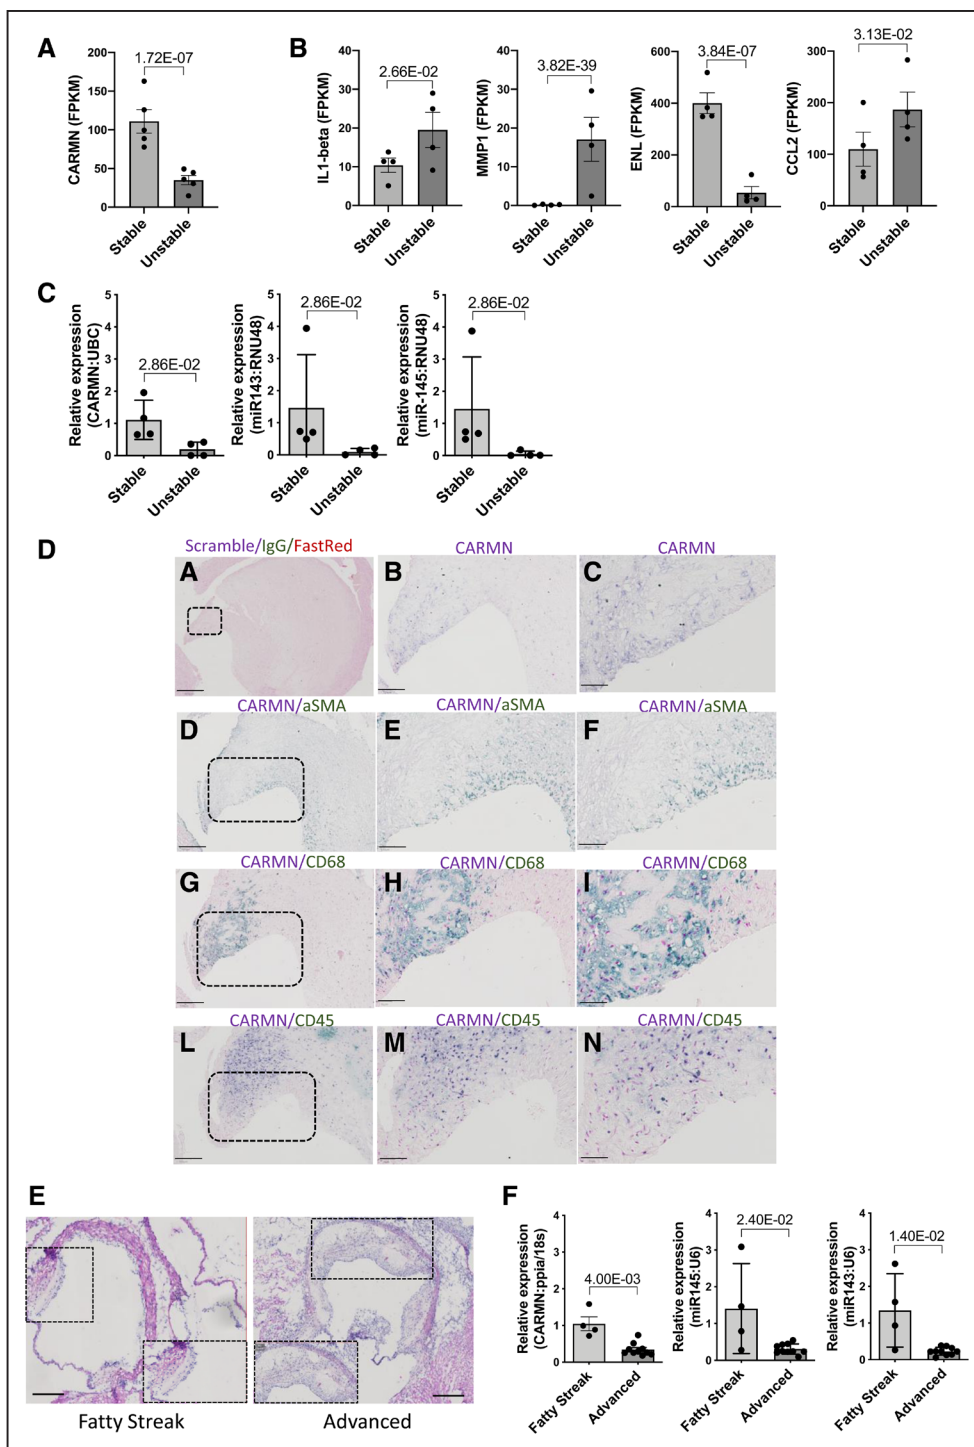 A
CARMN (FPKM)
200
150
100
50
0
1.72E-07
Stable
Unstable
B
IL1-beta (FPKM)
40
30
20
10
0
2.66E-02
Stable
Unstable
MMP1 (FPKM)
40
30
20
10
0
3.82E-39
Stable
Unstable
ENL (FPKM)
600
400
200
0
3.84E-07
Stable
Unstable
CCL2 (FPKM)
300
200
100
0
3.13E-02
Stable
Unstable
C
Relative expression
(CARMN:UBC)
5
4
3
2
1
0
2.86E-02
Stable
Unstable
Relative expression
(miR143:RNU48)
5
4
3
2
1
0
2.86E-02
Stable
Unstable
Relative expression
(miR-145:RNU48)
5
4
3
2
1
0
2.86E-02
Stable
Unstable
D
Scramble/IgG/FastRed
A
CARMN
B
CARMN
C
CARMN/aSMA
D
CARMN/aSMA
E
CARMN/aSMA
F
CARMN/CD68
G
CARMN/CD68
H
CARMN/CD68
I
CARMN/CD45
L
CARMN/CD45
M
CARMN/CD45
N
E
Fatty Streak
Advanced
F
Relative expression
(CARMN:ppia/18s)
4
3
2
1
0
4.00E-03
Fatty Streak
Advanced
Relative expression
(miR145:U6)
4
3
2
1
0
2.40E-02
Fatty Streak
Advanced
Relative expression
(miR143:U6)
4
3
2
1
0
1.40E-02
Fatty Streak
Advanced